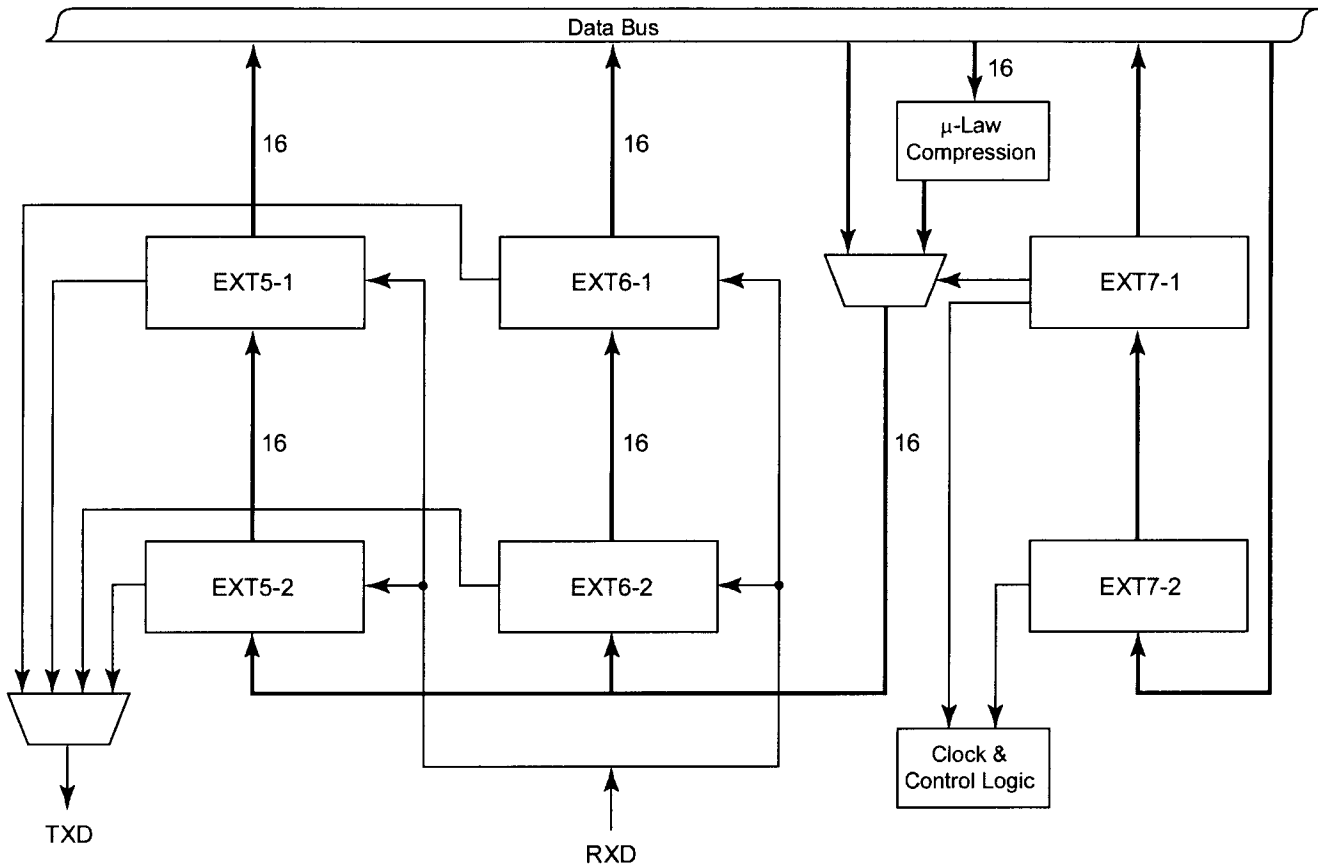 Data Bus
16
μ-Law
Compression
16
16
EXT5-1
EXT6-1
EXT7-1
16
16
16
EXT5-2
EXT6-2
EXT7-2
Clock &
Control Logic
TXD
RXD